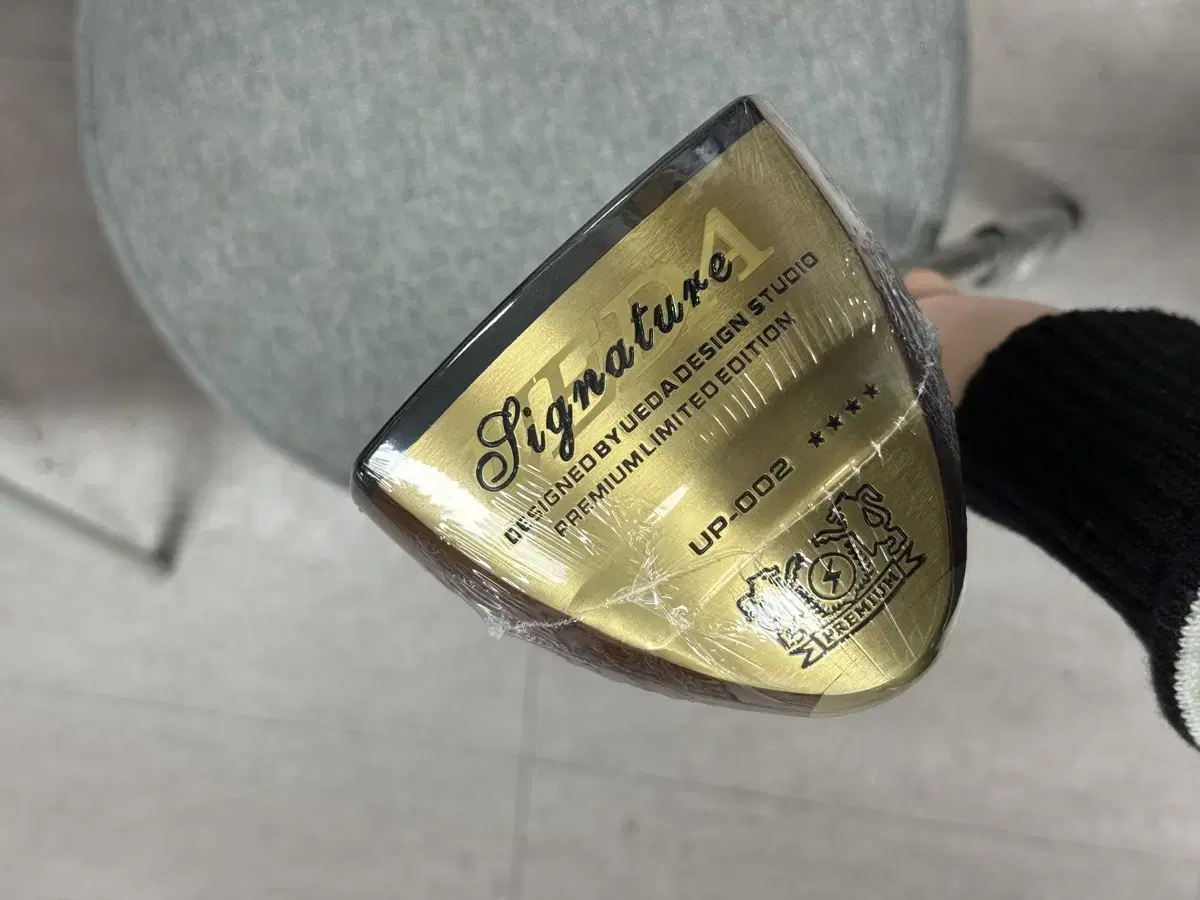 UEDA
Signature
DESIGNED BY UEDA DESIGN STUDIO
PREMIUM LIMITED EDITION
UP-002 ★★★★
PREMIUM